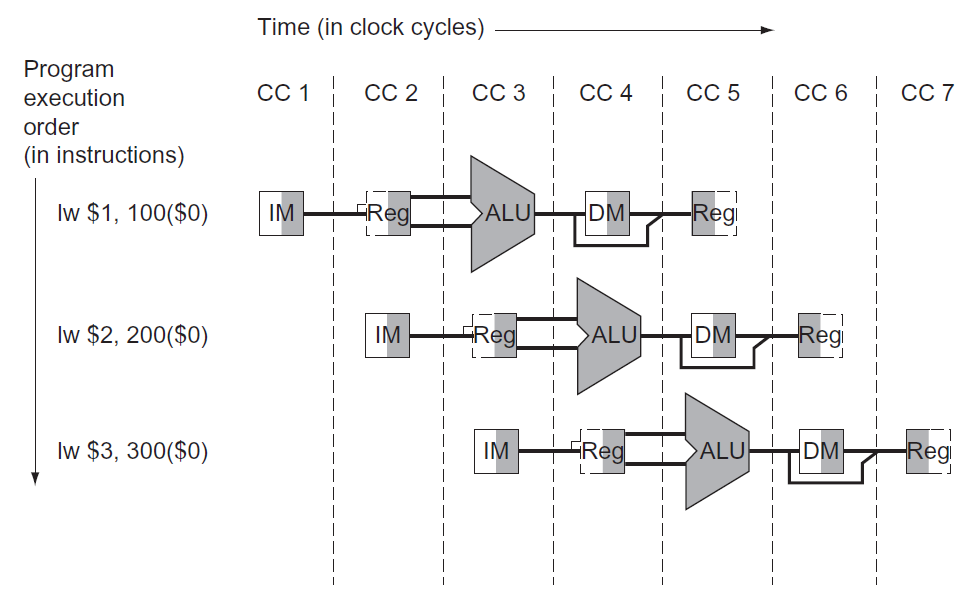 Time (in clock cycles)
Program
execution
order
(in instructions)
CC 1 CC 2 CC 3 CC 4 CC 5 CC 6 CC 7
lw $1, 100($0) IM Reg ALU DM Reg
lw $2, 200($0) IM Reg ALU DM Reg
lw $3, 300($0) IM Reg ALU DM Reg